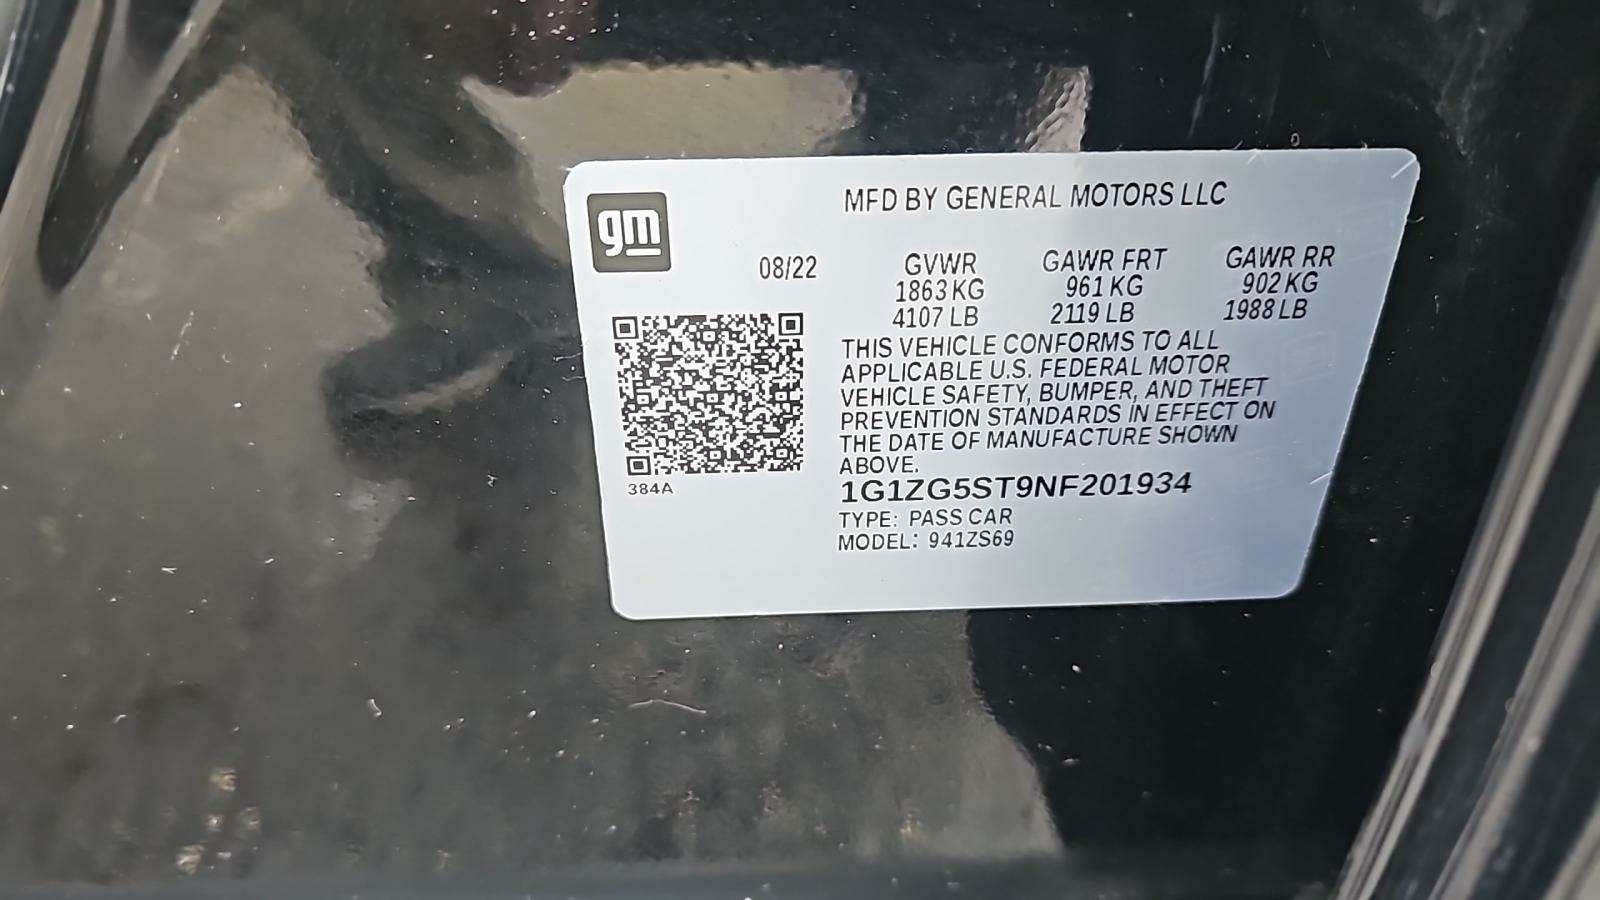 gm
MFD BY GENERAL MOTORS LLC
08/22 GVWR GAWR FRT GAWR RR
1863 KG 961 KG 902 KG
4107 LB 2119 LB 1988 LB
THIS VEHICLE CONFORMS TO ALL
APPLICABLE U.S. FEDERAL MOTOR
VEHICLE SAFETY, BUMPER, AND THEFT
PREVENTION STANDARDS IN EFFECT ON
THE DATE OF MANUFACTURE SHOWN
ABOVE.
384A
1G1ZG5ST9NF201934
TYPE: PASS CAR
MODEL: 941ZS69